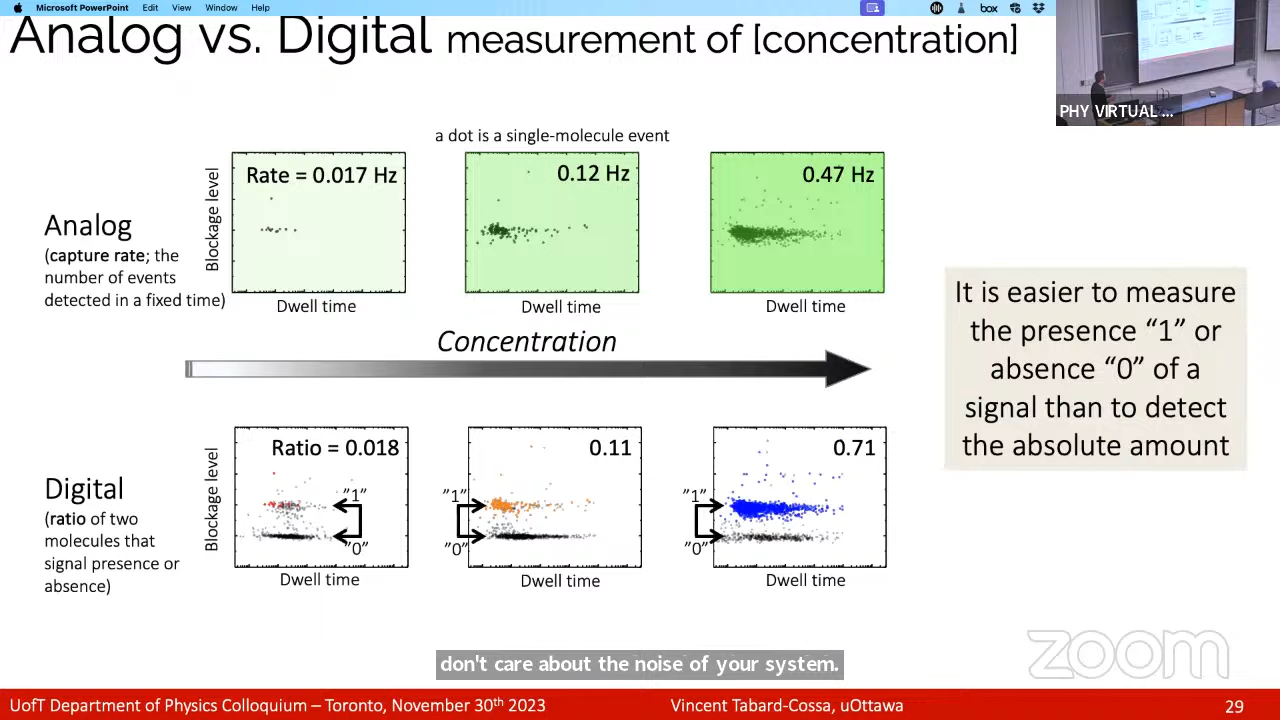 Microsoft PowerPoint Edit View Window Help
box
Analog vs. Digital measurement of [concentration]
PHY VIRTUAL ...
a dot is a single-molecule event
Rate = 0.017 Hz
0.12 Hz
0.47 Hz
Analog
(capture rate; the
number of events
detected in a fixed time)
Blockage level
Dwell time
Dwell time
Dwell time
Concentration
It is easier to measure
the presence “1” or
absence “0” of a
signal than to detect
the absolute amount
Ratio = 0.018
0.11
0.71
Digital
(ratio of two
molecules that
signal presence or
absence)
Blockage level
”1”
”0”
”1”
”0”
”1”
”0”
Dwell time
Dwell time
Dwell time
don't care about the noise of your system.
zoom
UofT Department of Physics Colloquium – Toronto, November 30th 2023
Vincent Tabard-Cossa, uOttawa
29